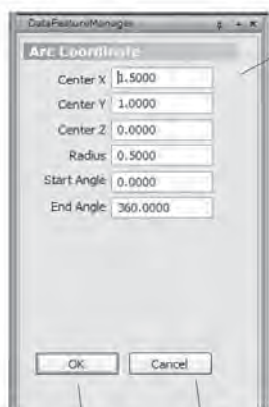 DataFeatureManager
Arc Coordinate
Center X 1.5000
Center Y 1.0000
Center Z 0.0000
Radius 0.5000
Start Angle 0.0000
End Angle 360.0000
OK Cancel